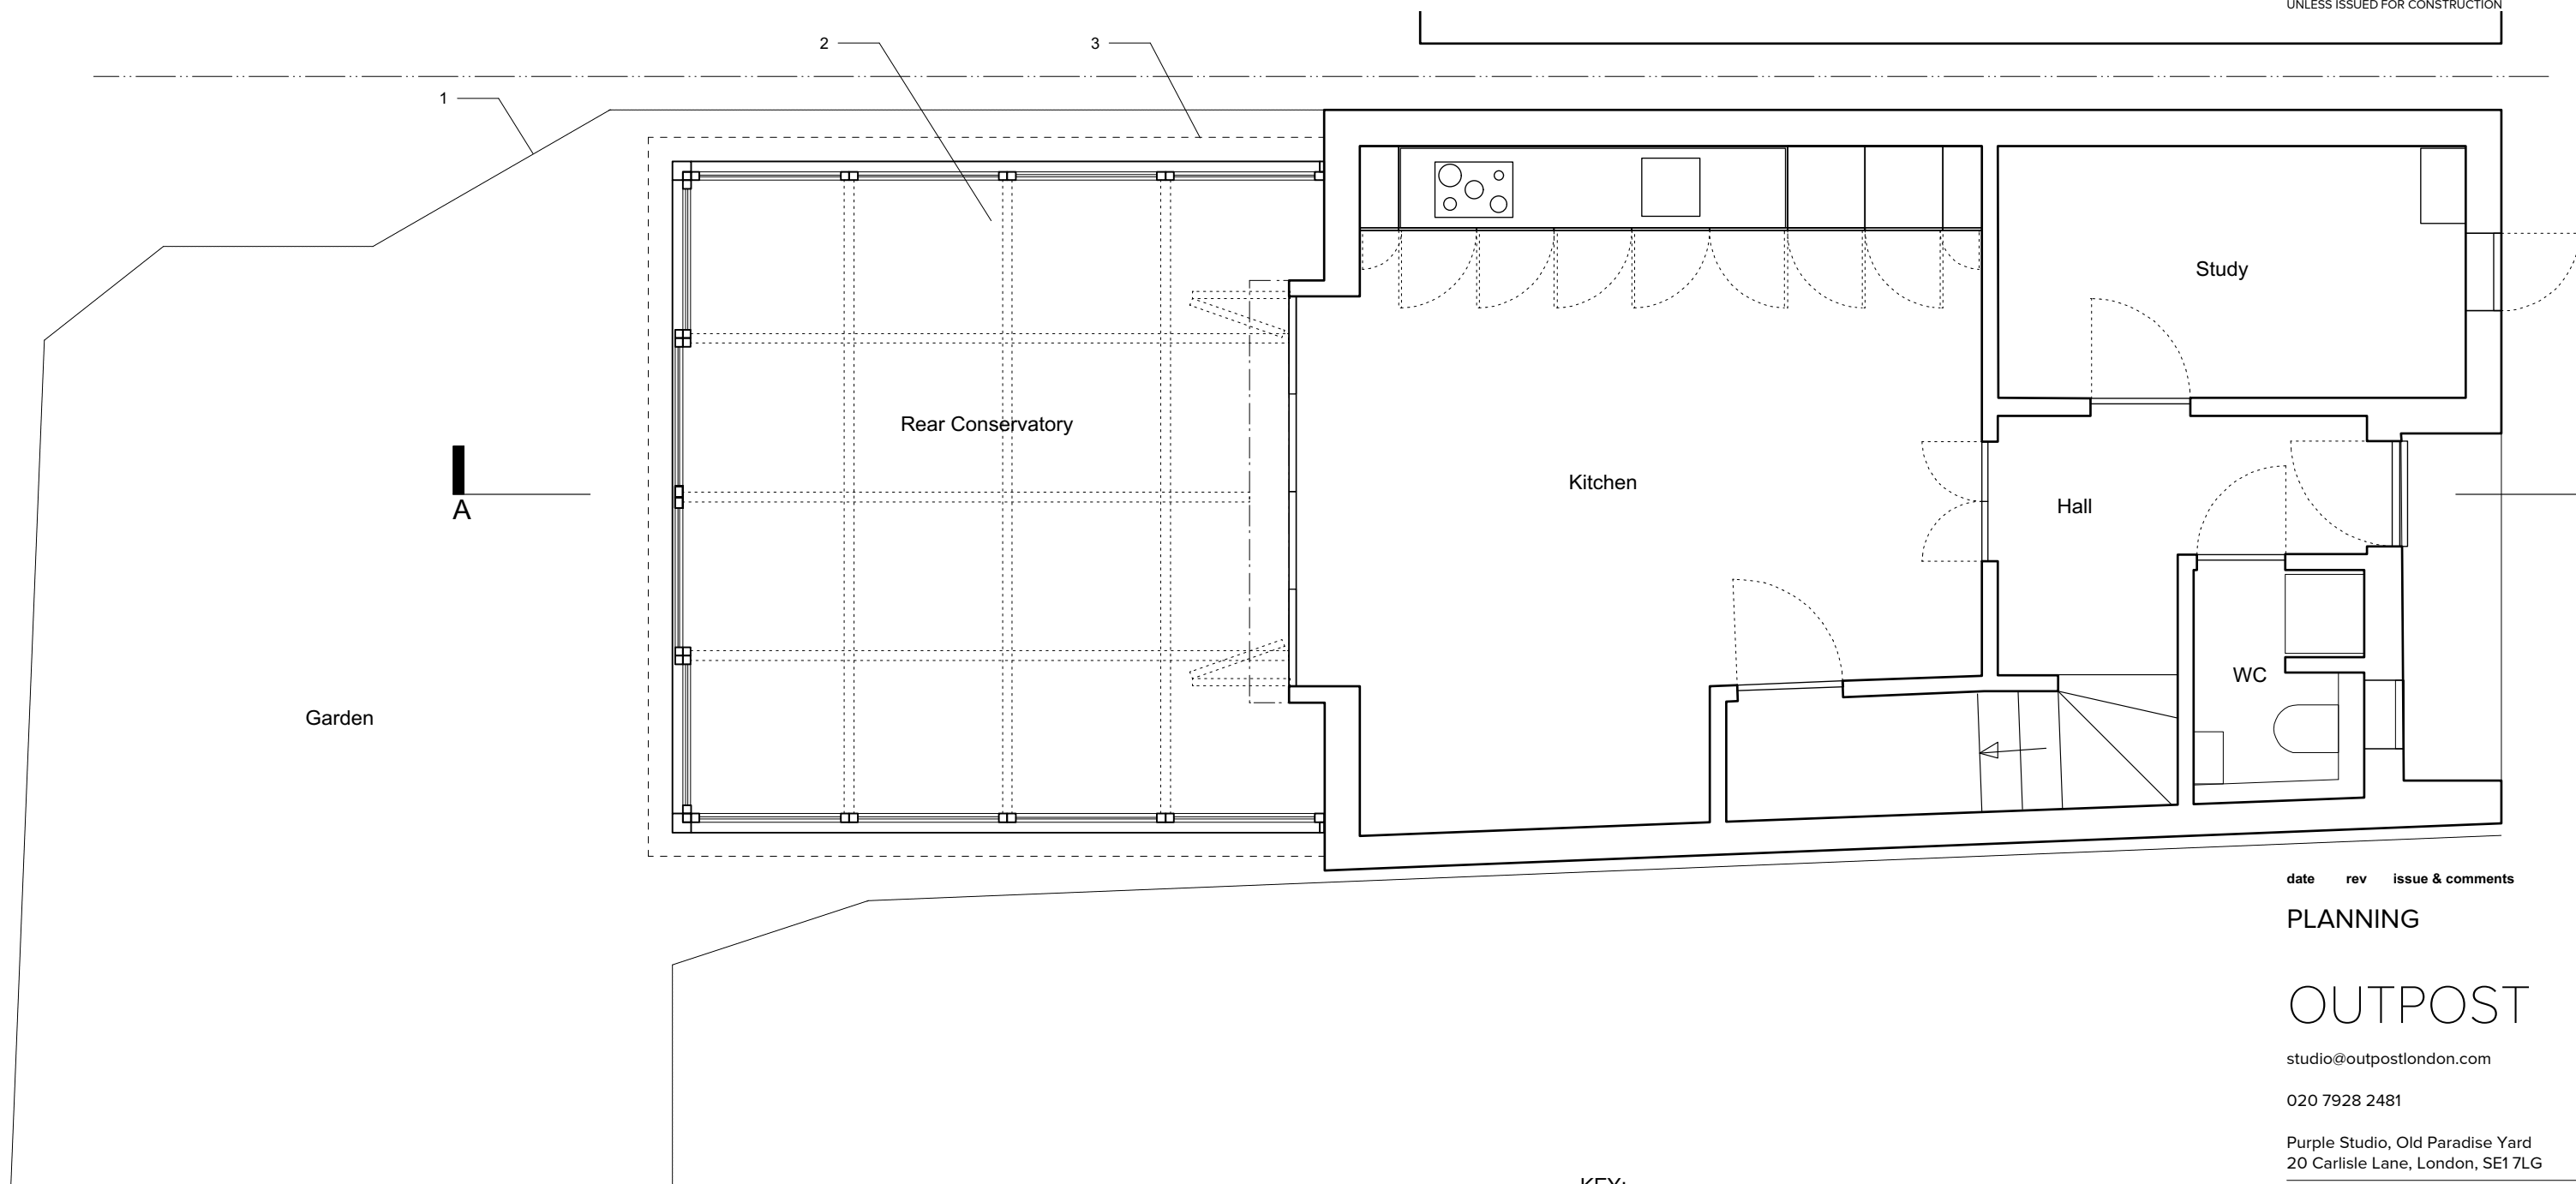 UNLESS ISSUED FOR CONSTRUCTION
2
3
1
Study
Rear Conservatory
Kitchen
Hall
A
WC
Garden
date rev issue & comments
PLANNING
OUTPOST
studio@outpostlondon.com
020 7928 2481
Purple Studio, Old Paradise Yard
20 Carlisle Lane, London, SE1 7LG
KEY: